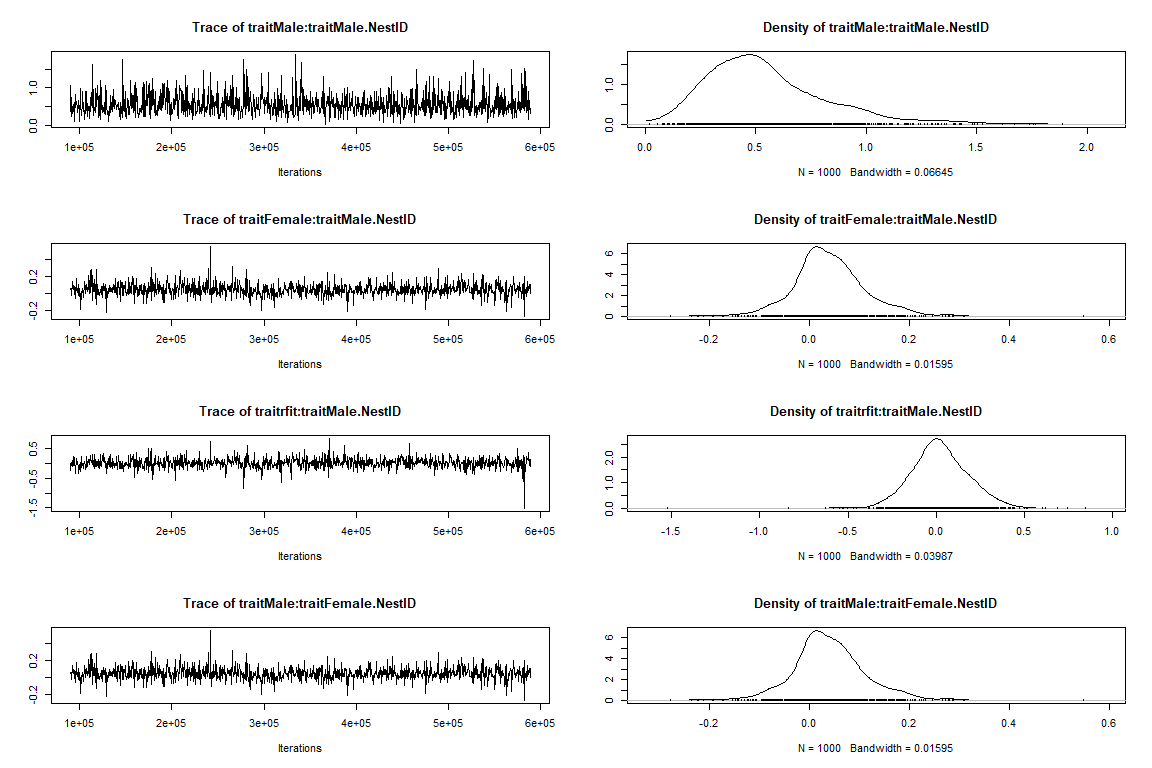 Trace of traitMale:traitMale.NestID
Density of traitMale:traitMale.NestID
0.0 1.0
1e+05 2e+05 3e+05 4e+05 5e+05 6e+05
Iterations
0.0 1.0
0.0 0.5 1.0 1.5 2.0
N = 1000 Bandwidth = 0.06645
Trace of traitFemale:traitMale.NestID
Density of traitFemale:traitMale.NestID
-0.2 0.2
1e+05 2e+05 3e+05 4e+05 5e+05 6e+05
Iterations
0 2 4 6
-0.2 0.0 0.2 0.4 0.6
N = 1000 Bandwidth = 0.01595
Trace of traitrfit:traitMale.NestID
Density of traitrfit:traitMale.NestID
-1.5 -0.5 0.5
1e+05 2e+05 3e+05 4e+05 5e+05 6e+05
Iterations
0.0 1.0 2.0
-1.5 -1.0 -0.5 0.0 0.5 1.0
N = 1000 Bandwidth = 0.03987
Trace of traitMale:traitFemale.NestID
Density of traitMale:traitFemale.NestID
-0.2 0.2
1e+05 2e+05 3e+05 4e+05 5e+05 6e+05
Iterations
0 2 4 6
-0.2 0.0 0.2 0.4 0.6
N = 1000 Bandwidth = 0.01595